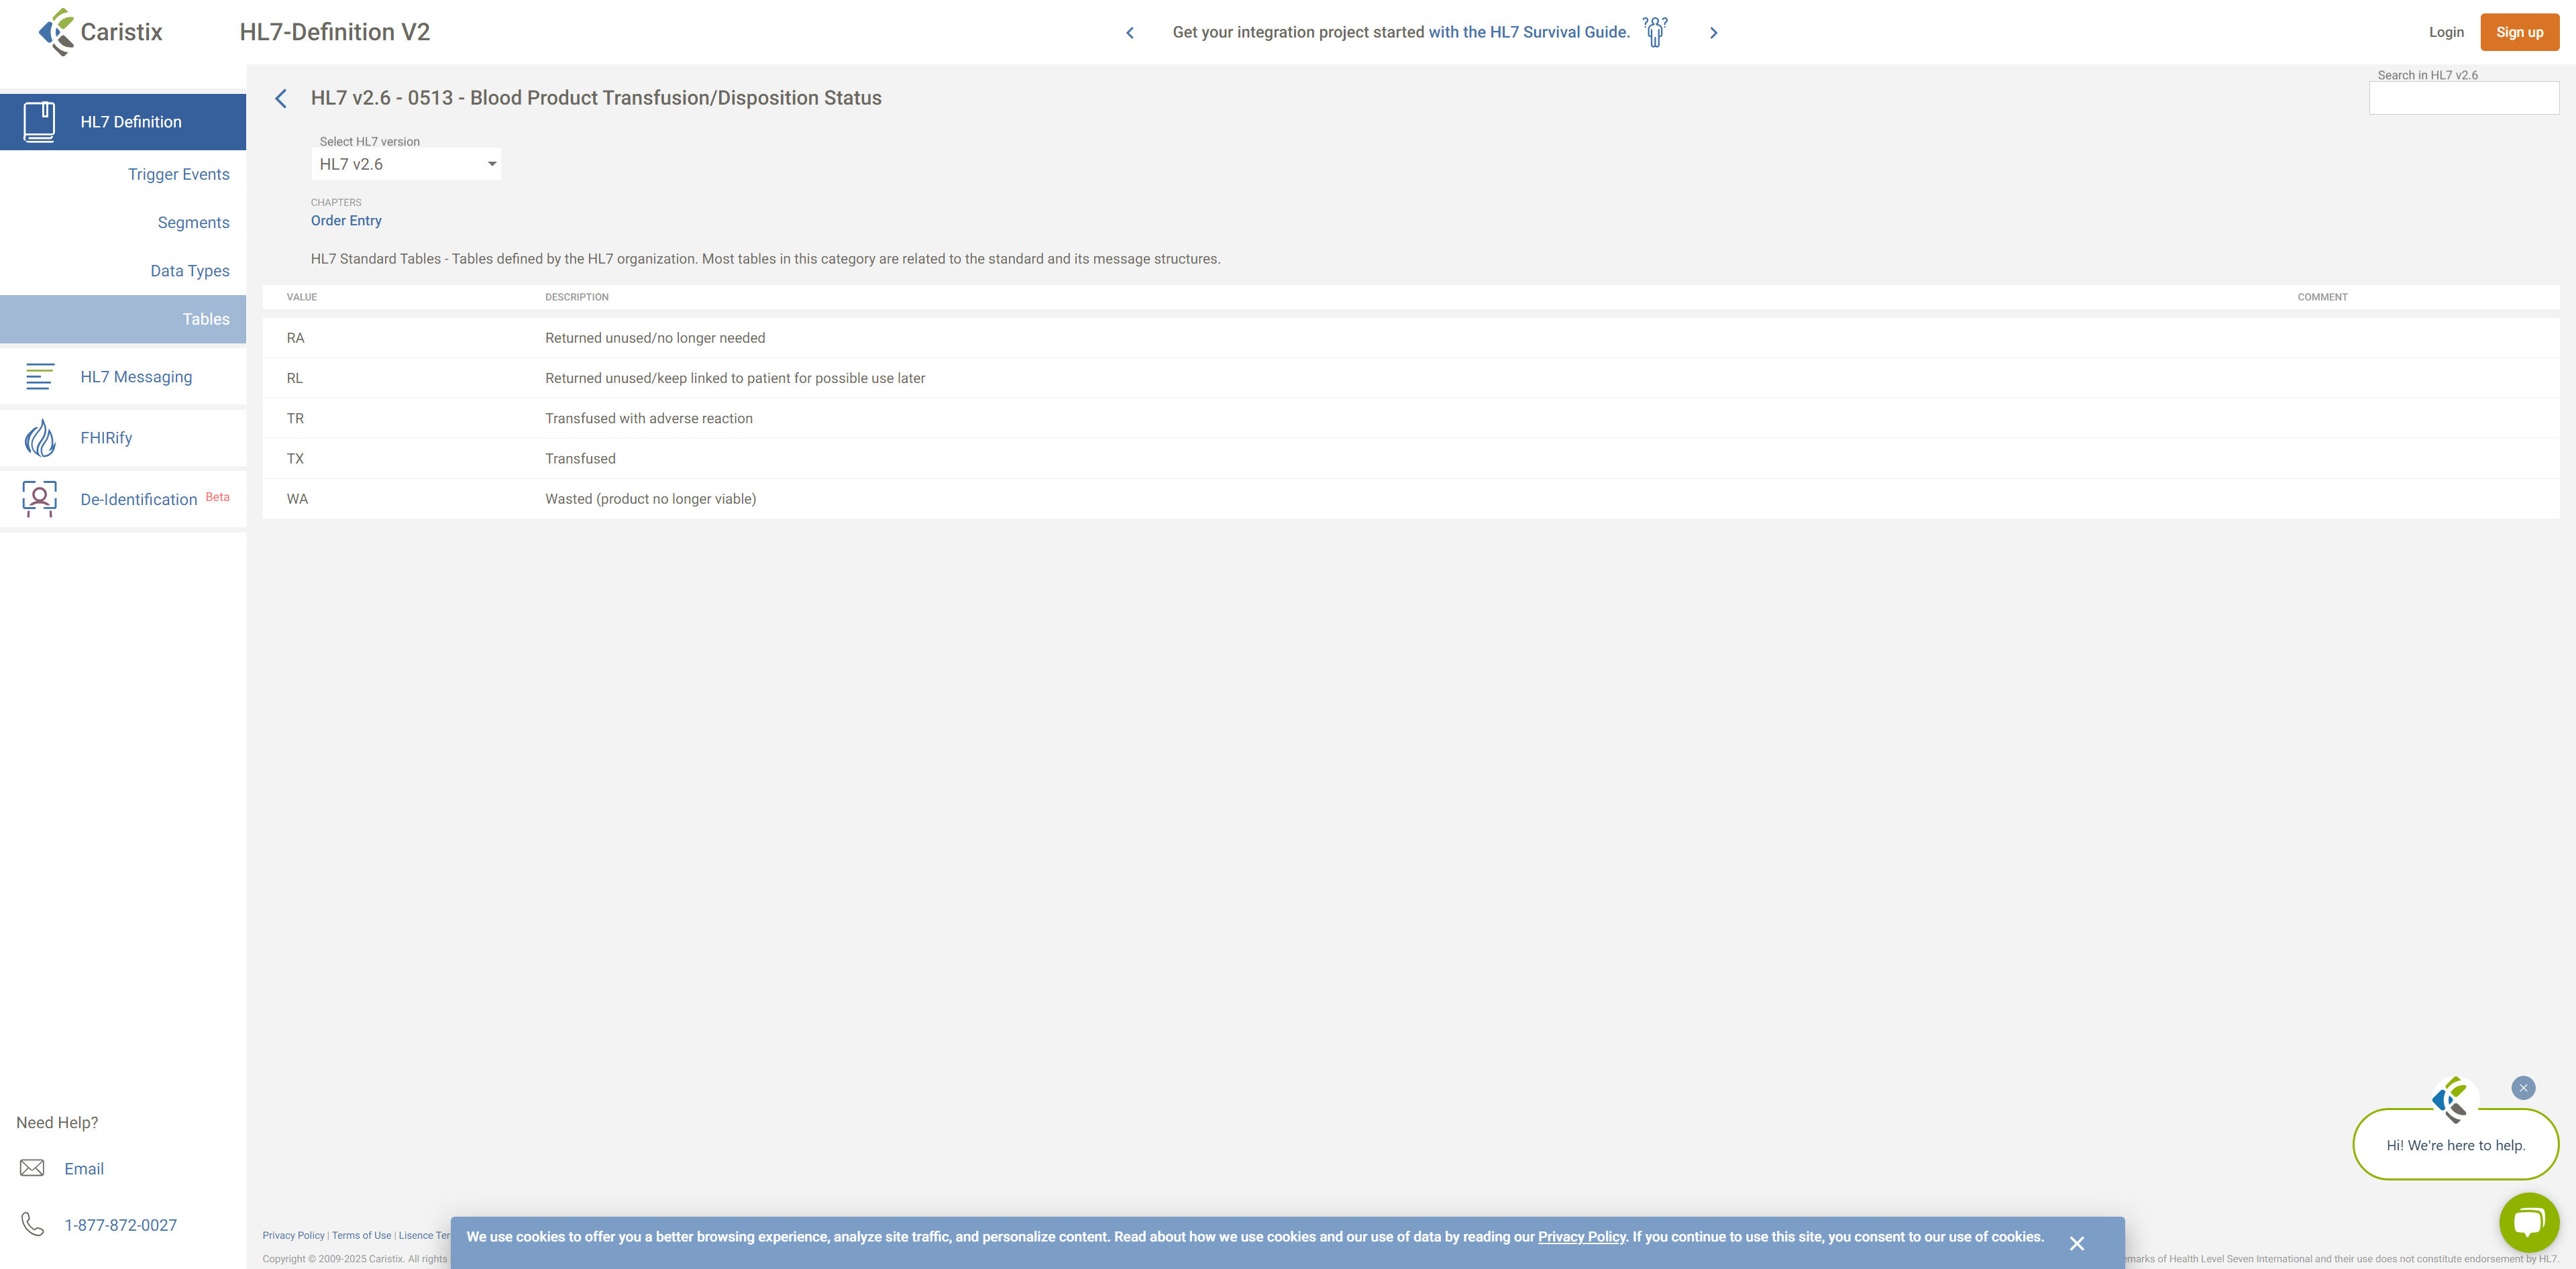 Caristix
HL7-Definition V2
Get your integration project started with the HL7 Survival Guide.
Login
Sign up
HL7 Definition
Trigger Events
Segments
Data Types
Tables
HL7 Messaging
FHIRify
De-Identification Beta
Need Help?
Email
1-877-872-0027
HL7 v2.6 - 0513 - Blood Product Transfusion/Disposition Status
Search in HL7 v2.6
Select HL7 version
HL7 v2.6
CHAPTERS
Order Entry
HL7 Standard Tables - Tables defined by the HL7 organization. Most tables in this category are related to the standard and its message structures.
VALUE DESCRIPTION COMMENT
RA Returned unused/no longer needed
RL Returned unused/keep linked to patient for possible use later
TR Transfused with adverse reaction
TX Transfused
WA Wasted (product no longer viable)
Hi! We're here to help.
Privacy Policy | Terms of Use | Lisence Ter
We use cookies to offer you a better browsing experience, analyze site traffic, and personalize content. Read about how we use cookies and our use of data by reading our Privacy Policy. If you continue to use this site, you consent to our use of cookies.
Copyright © 2009-2025 Caristix. All rights
emarks of Health Level Seven International and their use does not constitute endorsement by HL7.